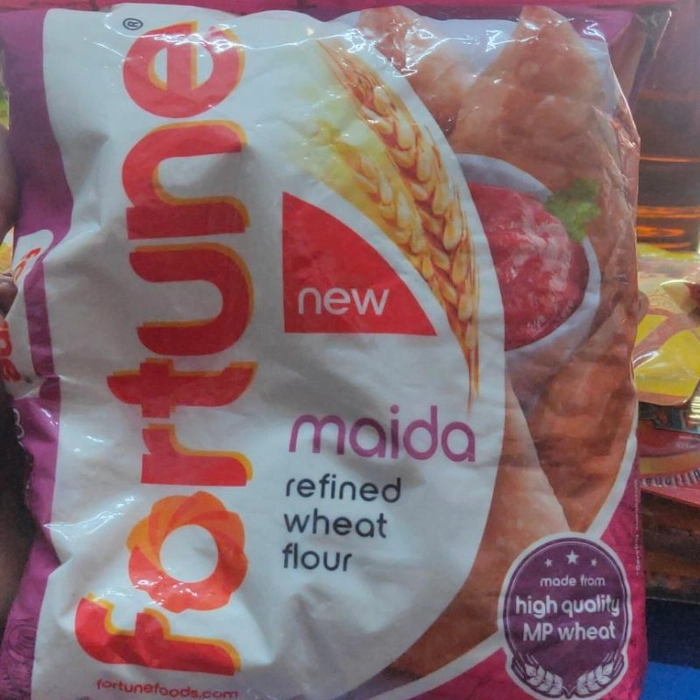 fortune®
new
maida
refined
wheat
flour
made from
high quality
MP wheat
fortunefoods.com